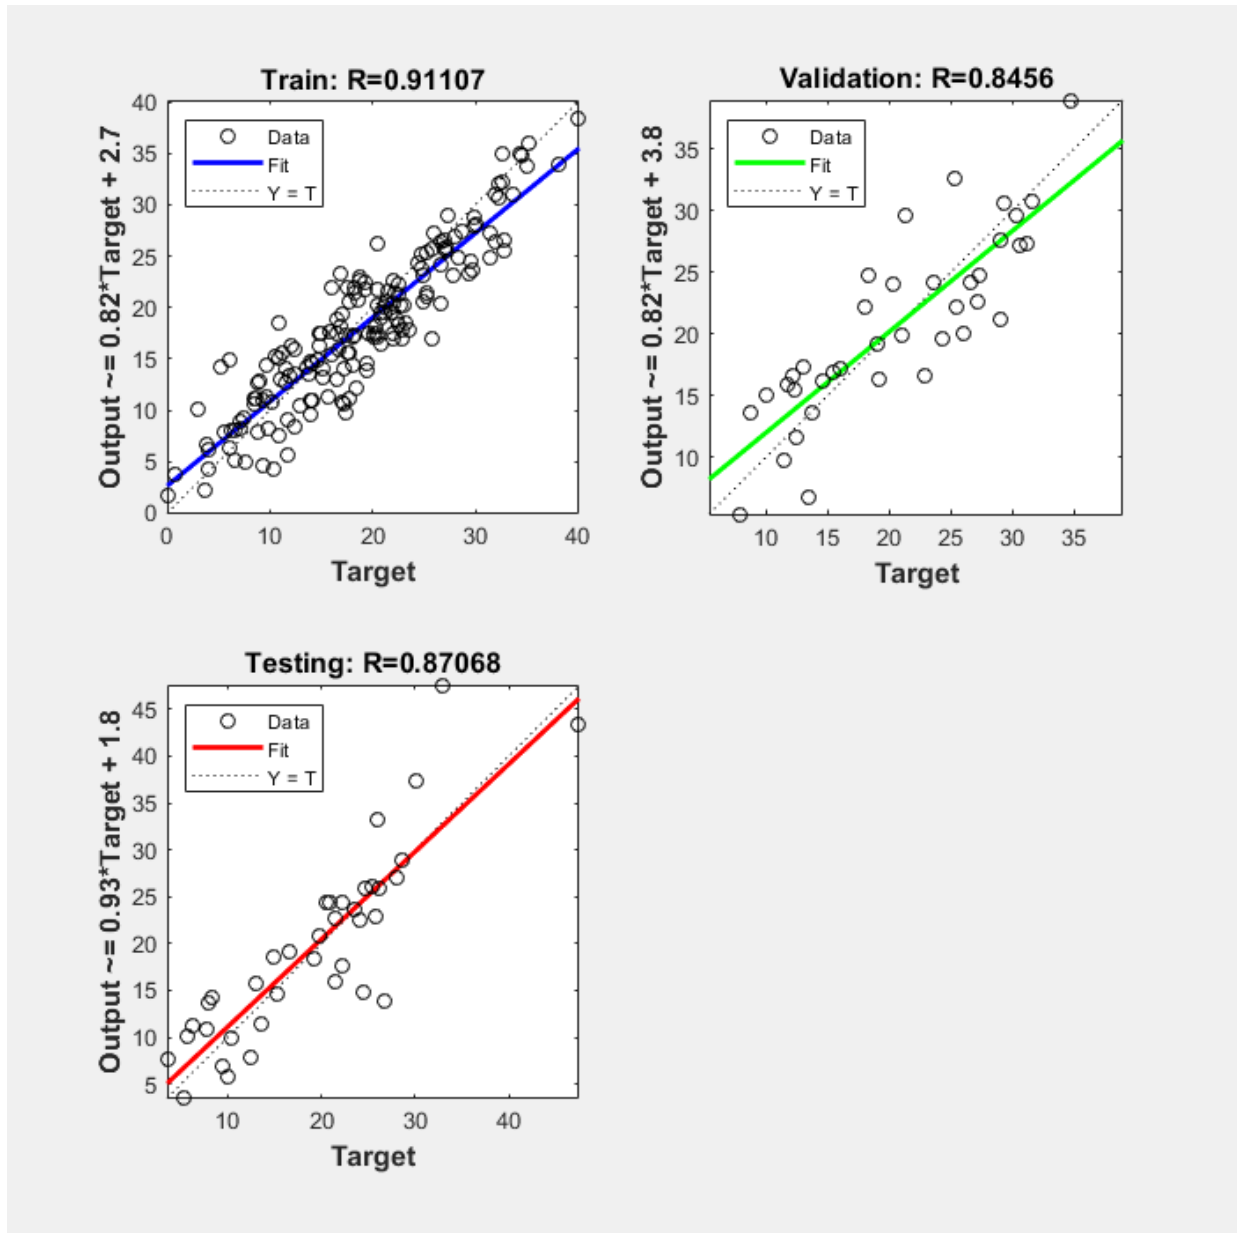 Train: R=0.91107
Output ~= 0.82*Target + 2.7
40
35
30
25
20
15
10
5
0
Data
Fit
Y = T
0 10 20 30 40
Target
Validation: R=0.8456
Output ~= 0.82*Target + 3.8
35
30
25
20
15
10
Data
Fit
Y = T
10 15 20 25 30 35
Target
Testing: R=0.87068
Output ~= 0.93*Target + 1.8
45
40
35
30
25
20
15
10
5
Data
Fit
Y = T
10 20 30 40
Target